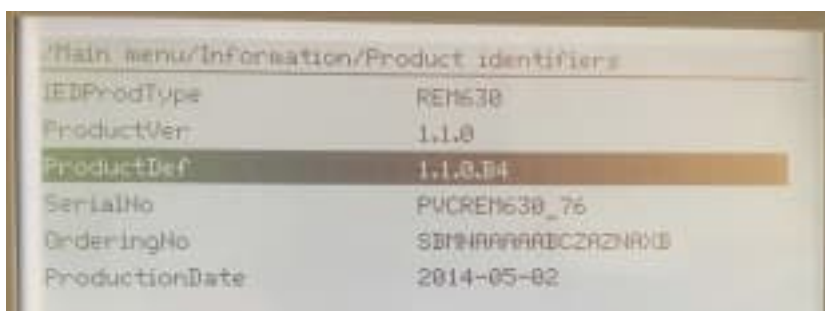 /Main menu/Information/Product identifiers
IEDProdType REM630
ProductVer 1.1.0
ProductDef 1.1.0.B4
SerialNo PVCREM630_76
OrderingNo
ProductionDate 2014-05-02